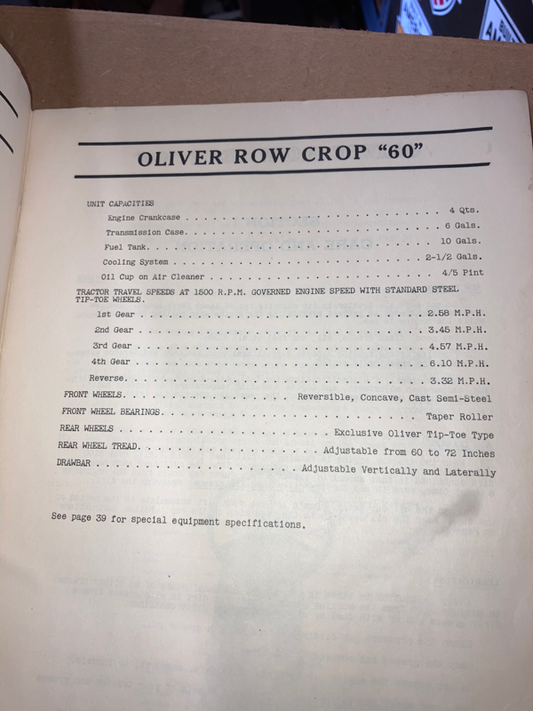 OLIVER ROW CROP “60”
UNIT CAPACITIES
Engine Crankcase . . . . . . . . . . . . . . . . . . . . . . . . . . 4 Qts.
Transmission Case. . . . . . . . . . . . . . . . . . . . . . . . . . 6 Gals.
Fuel Tank. . . . . . . . . . . . . . . . . . . . . . . . . . . . . 10 Gals.
Cooling System . . . . . . . . . . . . . . . . . . . . . . . . . 2-1/2 Gals.
Oil Cup on Air Cleaner . . . . . . . . . . . . . . . . . . . . . . . 4/5 Pint
TRACTOR TRAVEL SPEEDS AT 1500 R.P.M. GOVERNED ENGINE SPEED WITH STANDARD STEEL
TIP-TOE WHEELS.
1st Gear . . . . . . . . . . . . . . . . . . . . . . . . . . . . . 2.58 M.P.H.
2nd Gear . . . . . . . . . . . . . . . . . . . . . . . . . . . . . 3.45 M.P.H.
3rd Gear . . . . . . . . . . . . . . . . . . . . . . . . . . . . . 4.57 M.P.H.
4th Gear . . . . . . . . . . . . . . . . . . . . . . . . . . . . . 6.10 M.P.H.
Reverse. . . . . . . . . . . . . . . . . . . . . . . . . . . . . . 3.32 M.P.H.
FRONT WHEELS. . . . . . . . . . . . . . . . . . Reversible, Concave, Cast Semi-Steel
FRONT WHEEL BEARINGS. . . . . . . . . . . . . . . . . . . . . . . . . . Taper Roller
REAR WHEELS . . . . . . . . . . . . . . . . . . . . . . Exclusive Oliver Tip-Toe Type
REAR WHEEL TREAD. . . . . . . . . . . . . . . . . . . Adjustable from 60 to 72 Inches
DRAWBAR . . . . . . . . . . . . . . . . . . . . . Adjustable Vertically and Laterally
See page 39 for special equipment specifications.